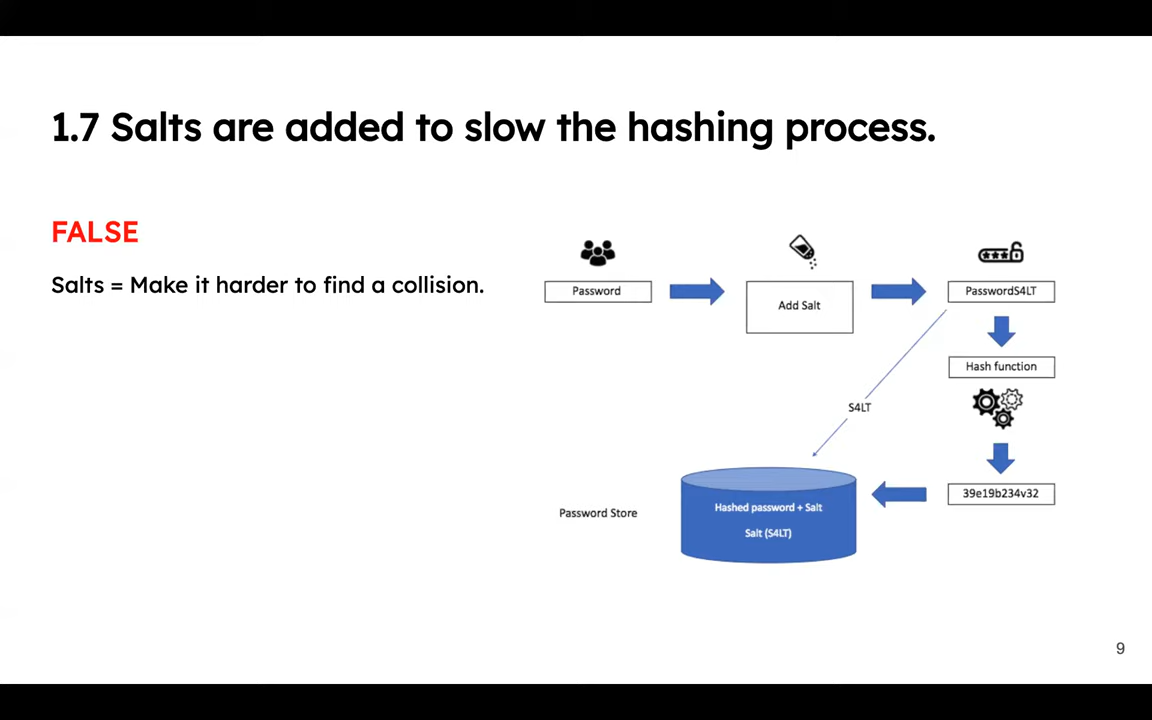 1.7 Salts are added to slow the hashing process.
FALSE
Salts = Make it harder to find a collision.
Password
Add Salt
PasswordS4LT
Hash function
S4LT
39e19b234v32
Password Store
Hashed password + Salt
Salt (S4LT)
9